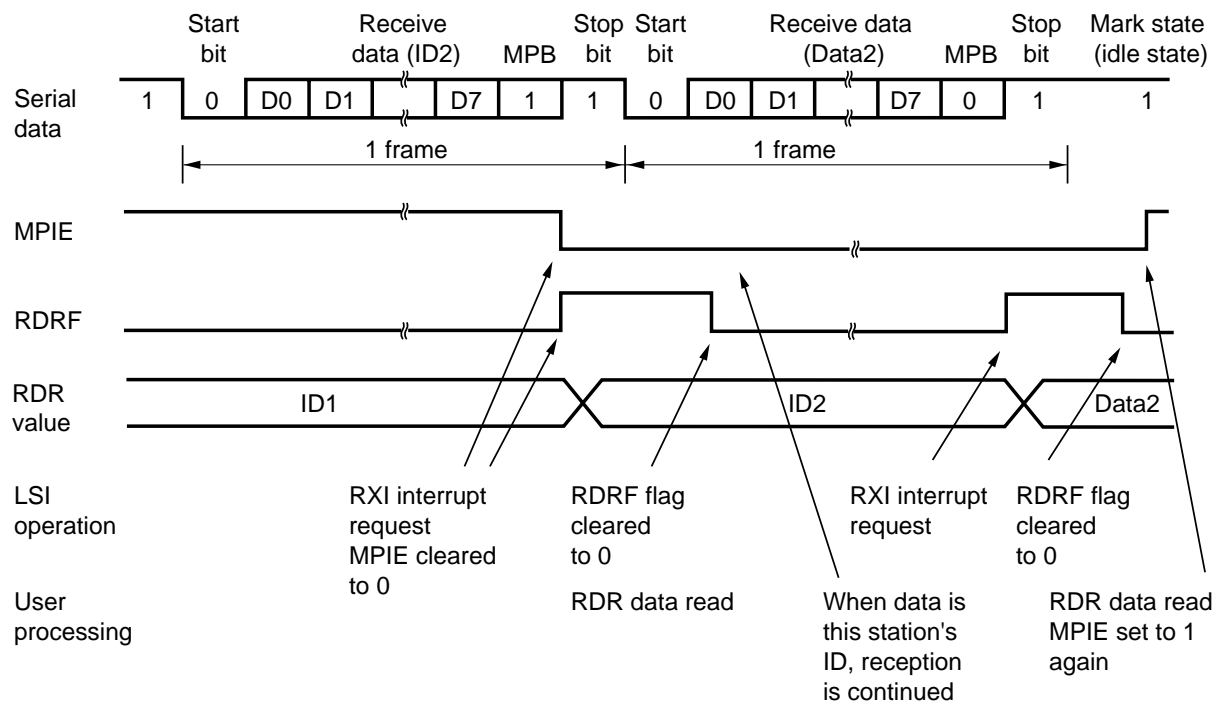 Start bit
Receive data (ID2)
MPB
Stop bit
Start bit
Receive data (Data2)
MPB
Stop bit
Mark state (idle state)
Serial data
1 0 D0 D1 D7 1 1 0 D0 D1 D7 0 1 1
1 frame 1 frame
MPIE
RDRF
RDR value
ID1 ID2 Data2
LSI operation
RXI interrupt
request
MPIE cleared
to 0
RDRF flag
cleared
to 0
RXI interrupt
request
RDRF flag
cleared
to 0
User processing
RDR data read
When data is
this station's
ID, reception
is continued
RDR data read
MPIE set to 1
again